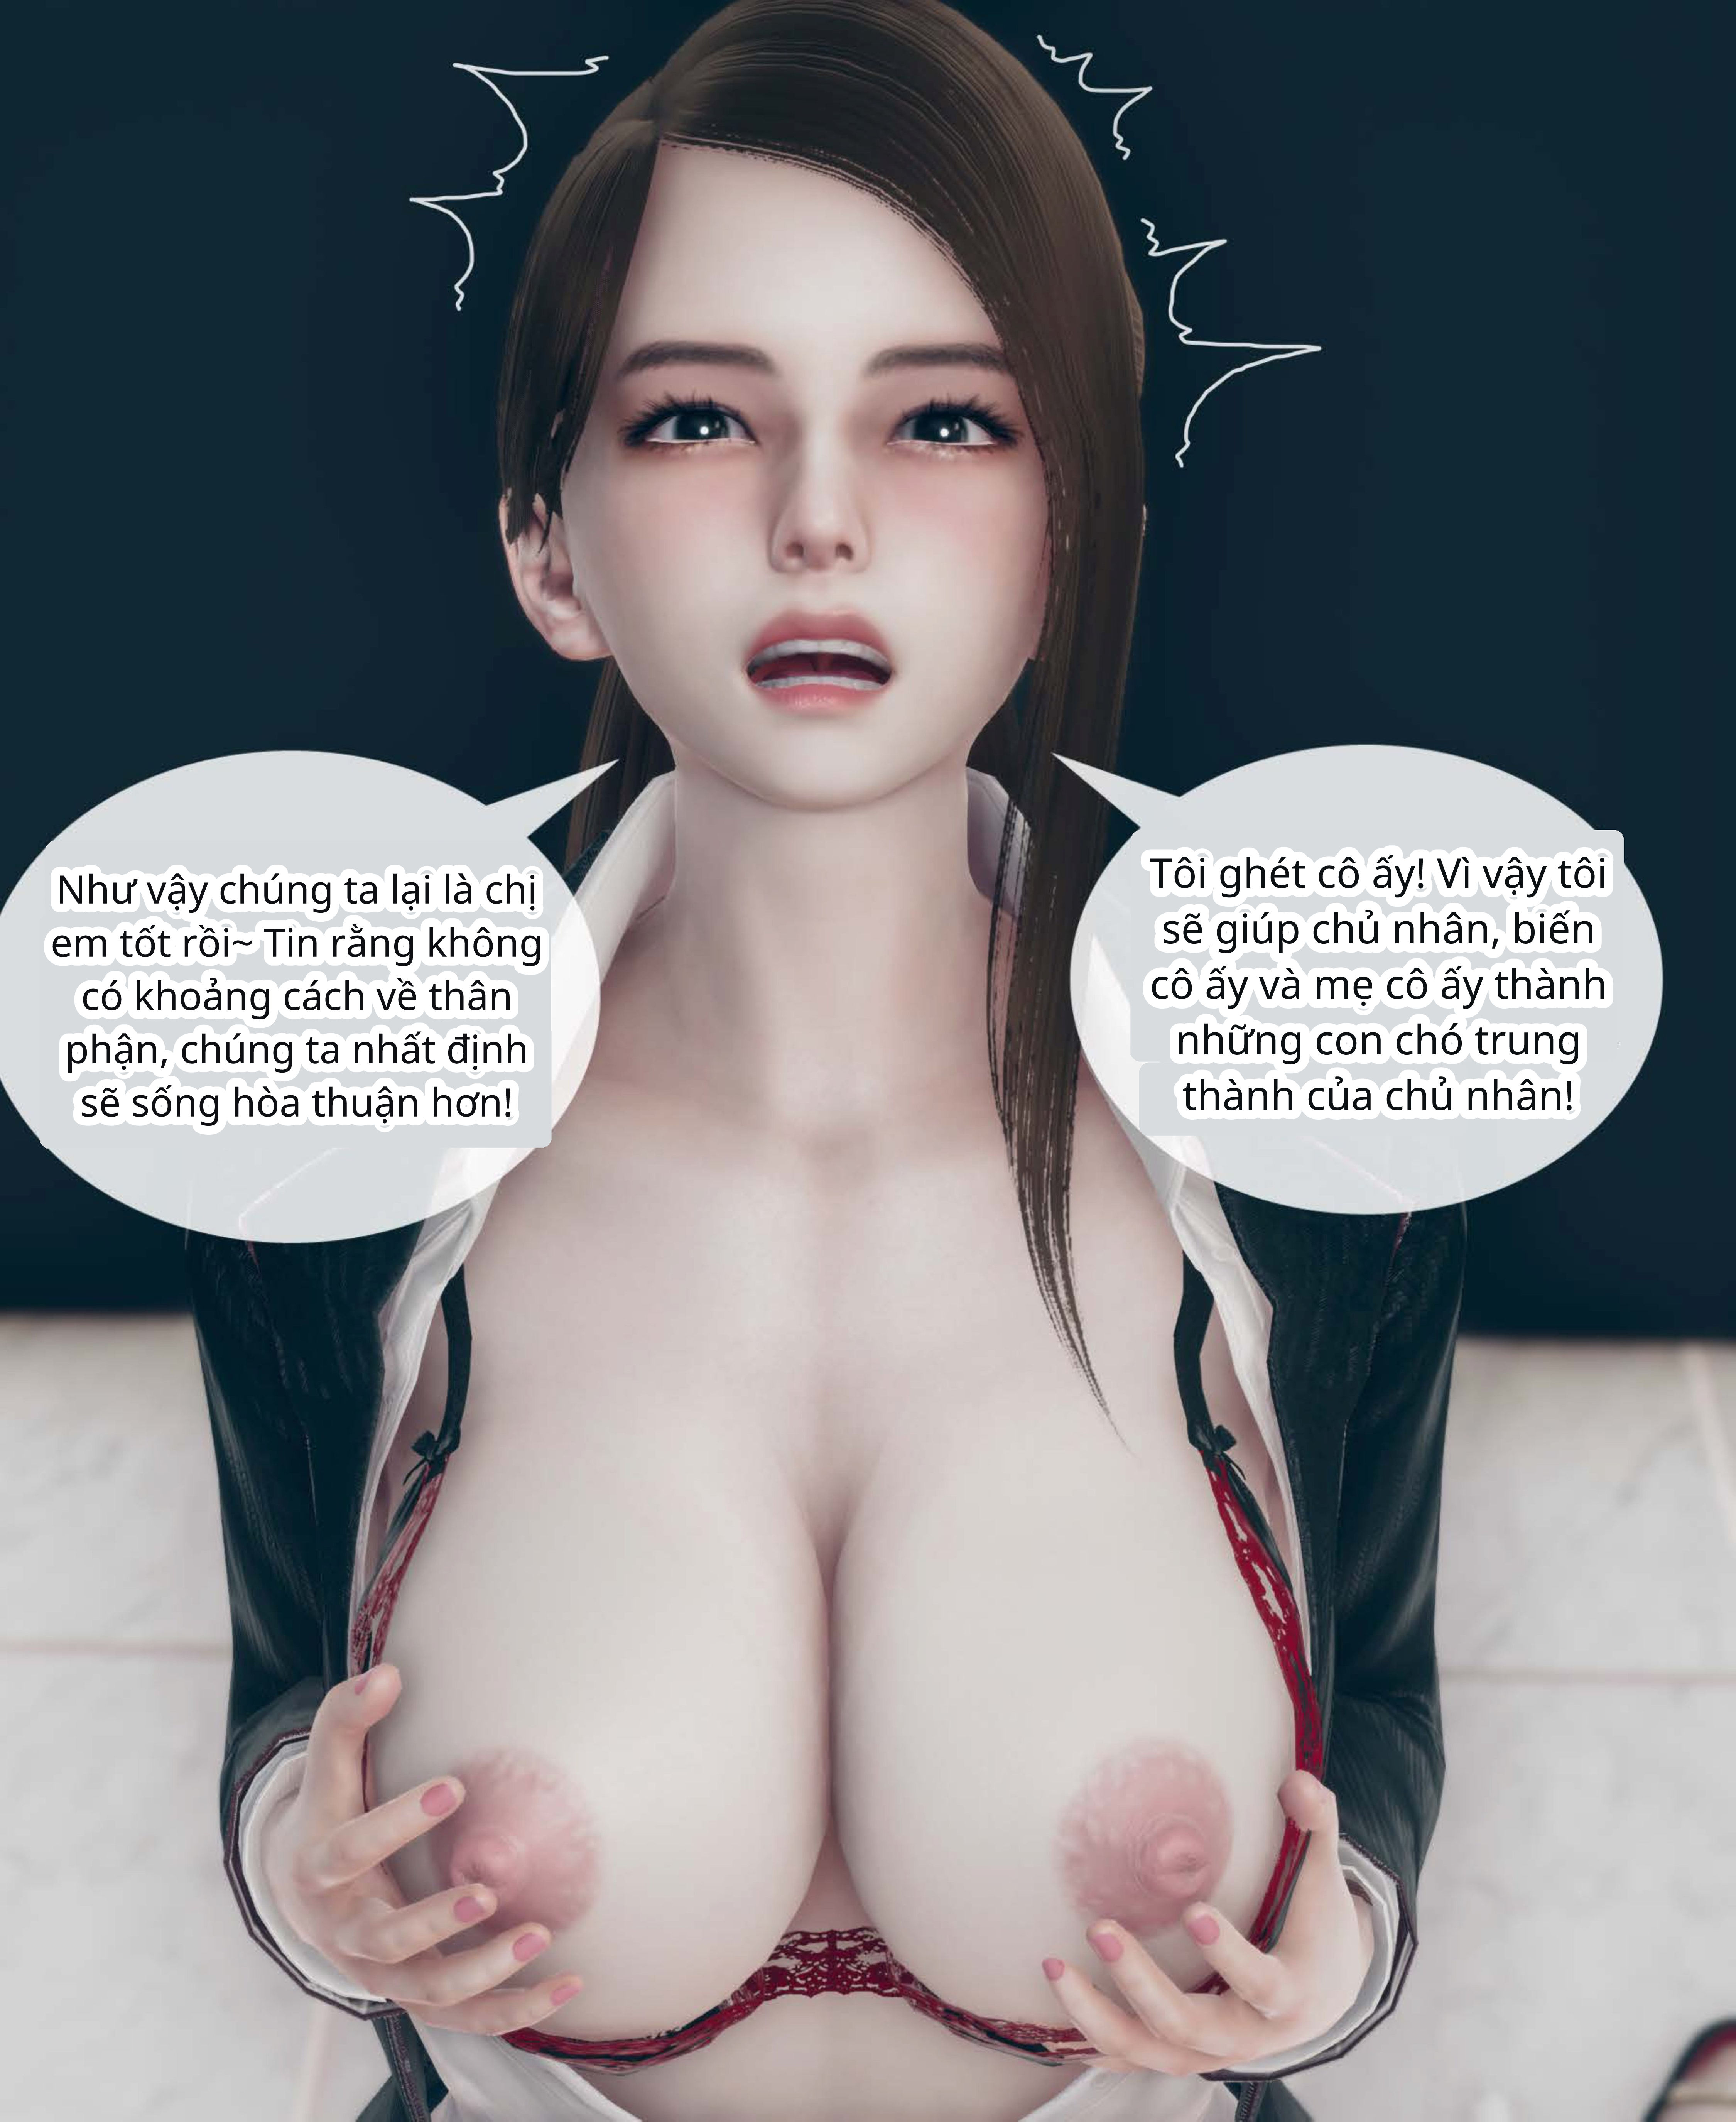 Như vậy chúng ta lại là chị
em tốt rồi~ Tin rằng không
có khoảng cách về thân
phận, chúng ta nhất định
sẽ sống hòa thuận hơn!
Tôi ghét cô ấy! Vì vậy tôi
sẽ giúp chủ nhân, biến
cô ấy và mẹ cô ấy thành
những con chó trung
thành của chủ nhân!